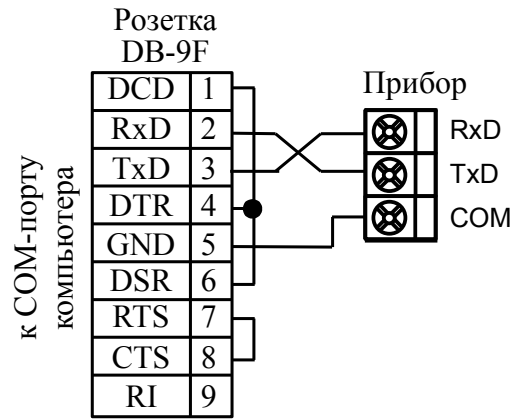 Розетка
DB-9F
к COM-порту
компьютера
DCD 1
RxD 2
TxD 3
DTR 4
GND 5
DSR 6
RTS 7
CTS 8
RI 9
Прибор
RxD
TxD
COM